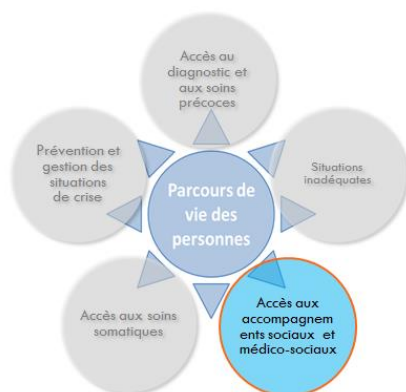 Accès au
diagnostic et
aux soins
précoces
Prévention et
gestion des
situations
de crise
Situations
inadéquates
Parcours de
vie des
personnes
Accès aux soins
somatiques
Accès aux
accompagnem
ents sociaux et
médico-sociaux